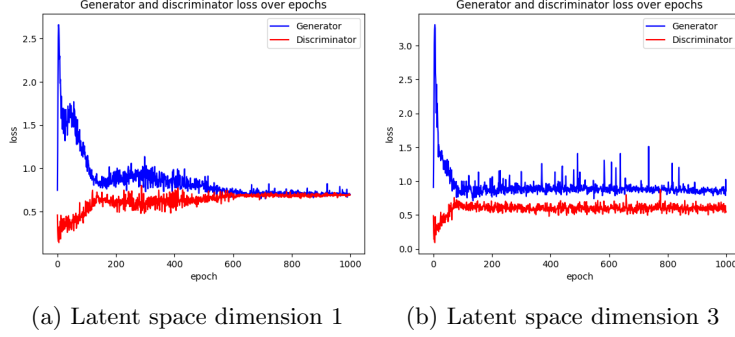 Generator and discriminator loss over epochs
Generator
Discriminator
2.5
2.0
1.5
1.0
0.5
loss
0
200
400
600
800
1000
epoch
(a) Latent space dimension 1
Generator and discriminator loss over epochs
Generator
Discriminator
3.0
2.5
2.0
1.5
1.0
0.5
0.0
loss
0
200
400
600
800
1000
epoch
(b) Latent space dimension 3